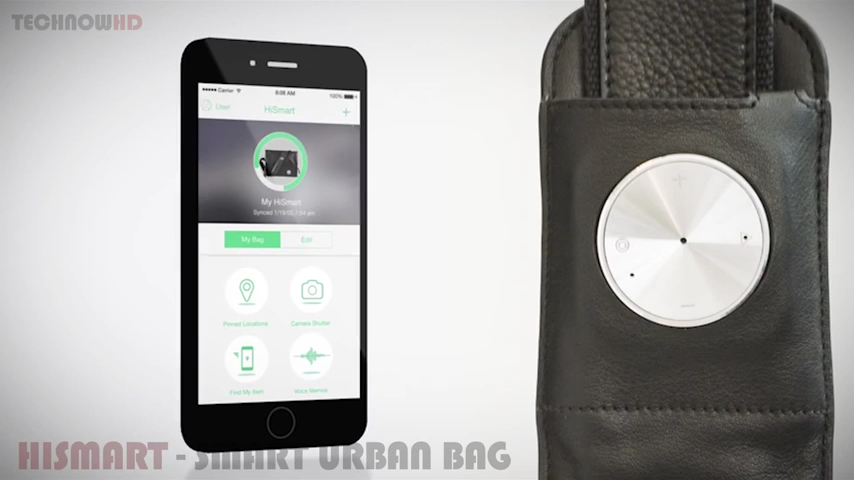 TECHNOWHD
Carrier
8:08 AM
100%
User
HiSmart
+
My HiSmart
My Bag
Edit
Pinned Locations
Camera Shutter
Find My Item
Voice Memos
HISMART - SMART URBAN BAG